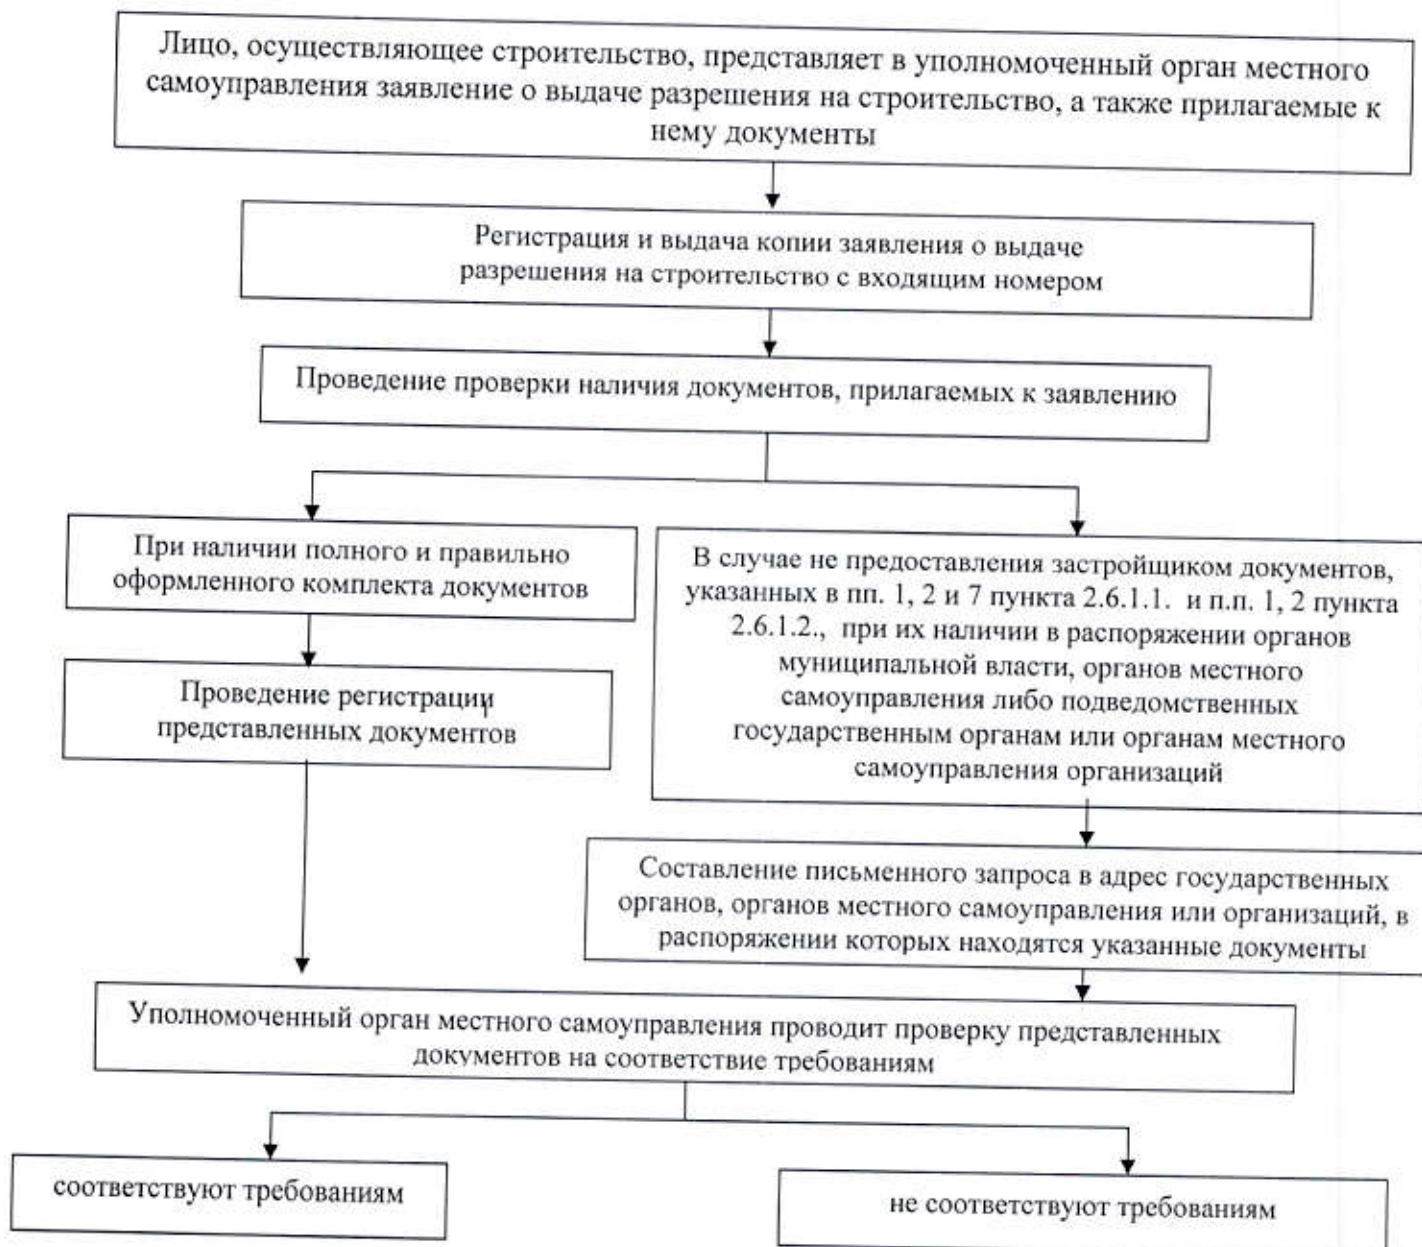 Лицо, осуществляющее строительство, представляет в уполномоченный орган местного
самоуправления заявление о выдаче разрешения на строительство, а также прилагаемые к
нему документы
Регистрация и выдача копии заявления о выдаче
разрешения на строительство с входящим номером
Проведение проверки наличия документов, прилагаемых к заявлению
При наличии полного и правильно
оформленного комплекта документов
Проведение регистрации
представленных документов
В случае не предоставления застройщиком документов,
указанных в пп. 1, 2 и 7 пункта 2.6.1.1. и п.п. 1, 2 пункта
2.6.1.2., при их наличии в распоряжении органов
муниципальной власти, органов местного
самоуправления либо подведомственных
государственным органам или органам местного
самоуправления организаций
Составление письменного запроса в адрес государственных
органов, органов местного самоуправления или организаций, в
распоряжении которых находятся указанные документы
Уполномоченный орган местного самоуправления проводит проверку представленных
документов на соответствие требованиям
соответствуют требованиям
не соответствуют требованиям